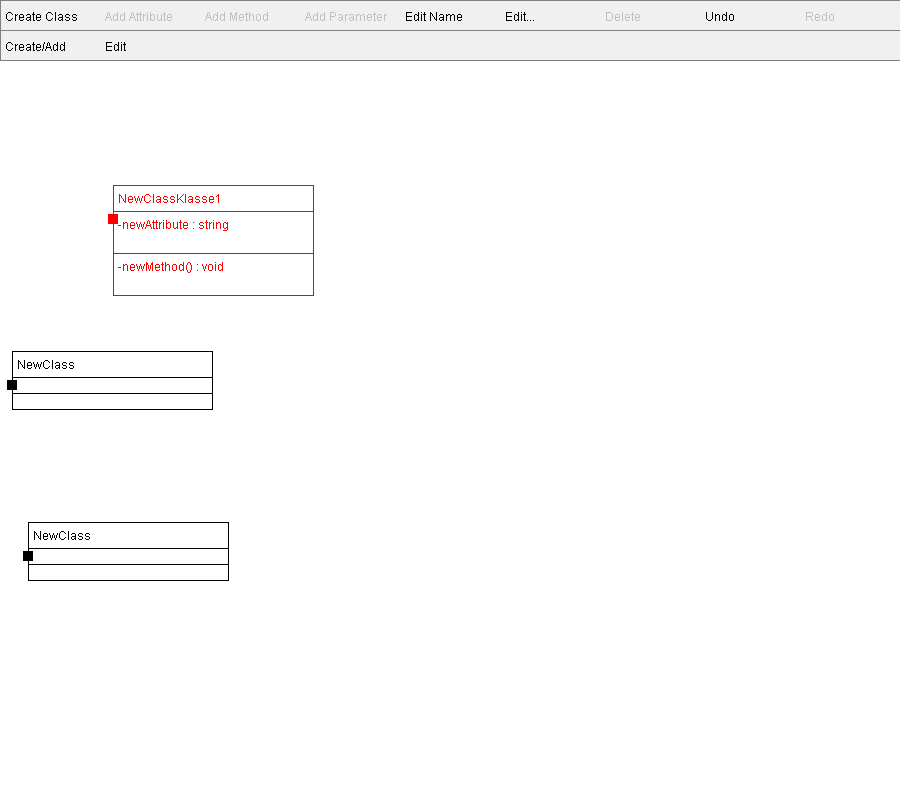 Create Class Add Attribute Add Method Add Parameter Edit Name Edit... Delete Undo Redo
Create/Add Edit
NewClassKlasse1
-newAttribute : string
-newMethod() : void
NewClass
NewClass